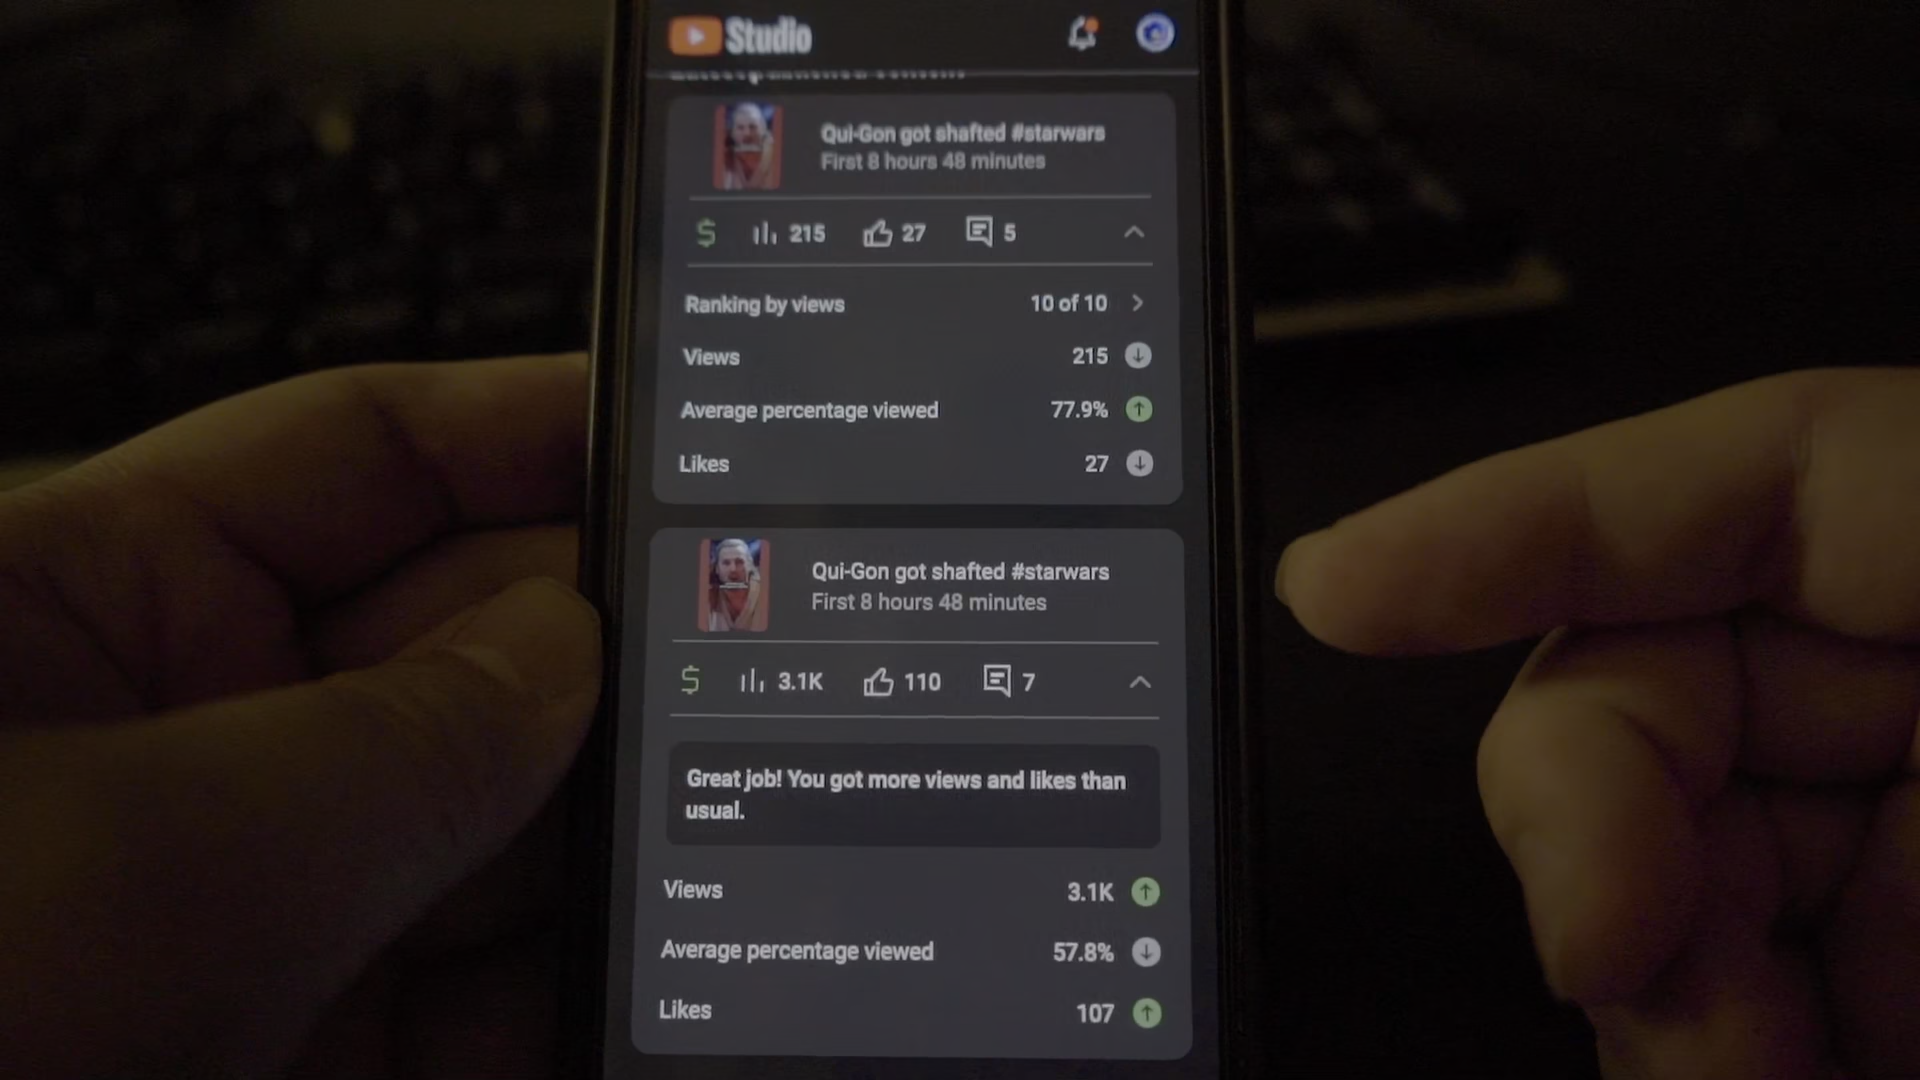 Studio
Qui-Gon got shafted #starwars
First 8 hours 48 minutes
$ 215 27 5
Ranking by views 10 of 10
Views 215
Average percentage viewed 77.9%
Likes 27
Qui-Gon got shafted #starwars
First 8 hours 48 minutes
$ 3.1K 110 7
Great job! You got more views and likes than
usual.
Views 3.1K
Average percentage viewed 57.8%
Likes 107